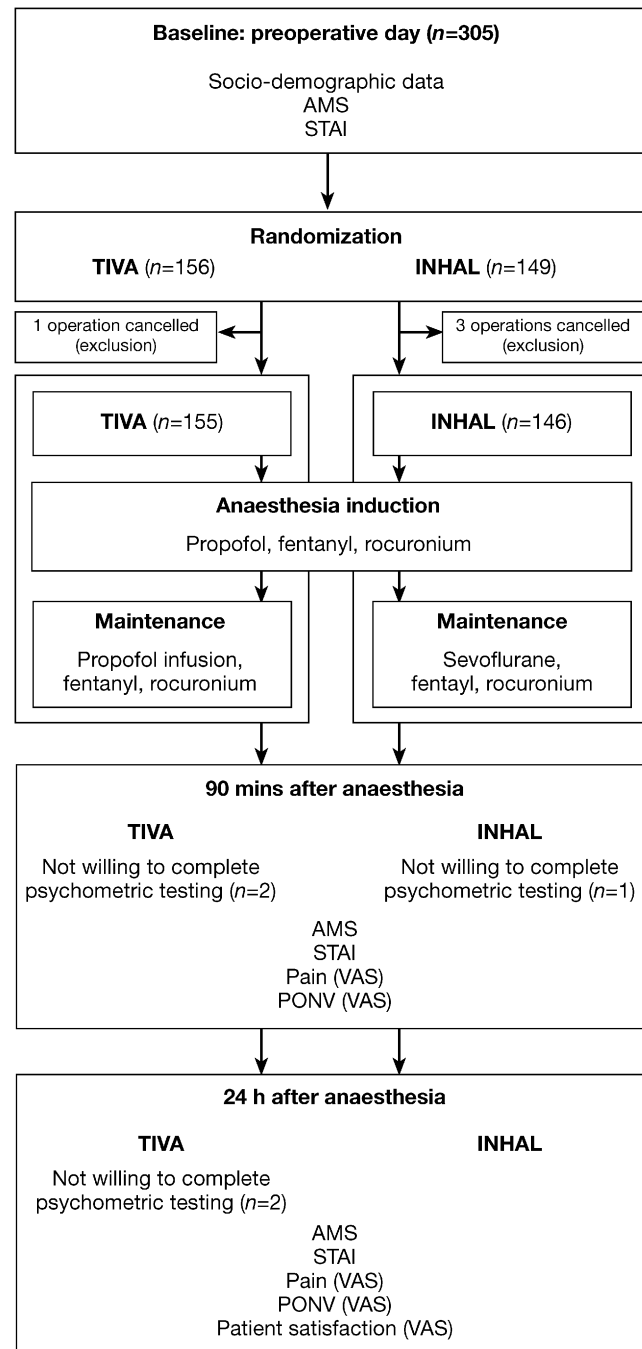 Baseline: preoperative day (n=305)
Socio-demographic data
AMS
STAI
Randomization
TIVA (n=156)
INHAL (n=149)
1 operation cancelled
(exclusion)
3 operations cancelled
(exclusion)
TIVA (n=155)
INHAL (n=146)
Anaesthesia induction
Propofol, fentanyl, rocuronium
Maintenance
Propofol infusion,
fentanyl, rocuronium
Maintenance
Sevoflurane,
fentayl, rocuronium
90 mins after anaesthesia
TIVA
Not willing to complete
psychometric testing (n=2)
INHAL
Not willing to complete
psychometric testing (n=1)
AMS
STAI
Pain (VAS)
PONV (VAS)
24 h after anaesthesia
TIVA
Not willing to complete
psychometric testing (n=2)
INHAL
AMS
STAI
Pain (VAS)
PONV (VAS)
Patient satisfaction (VAS)